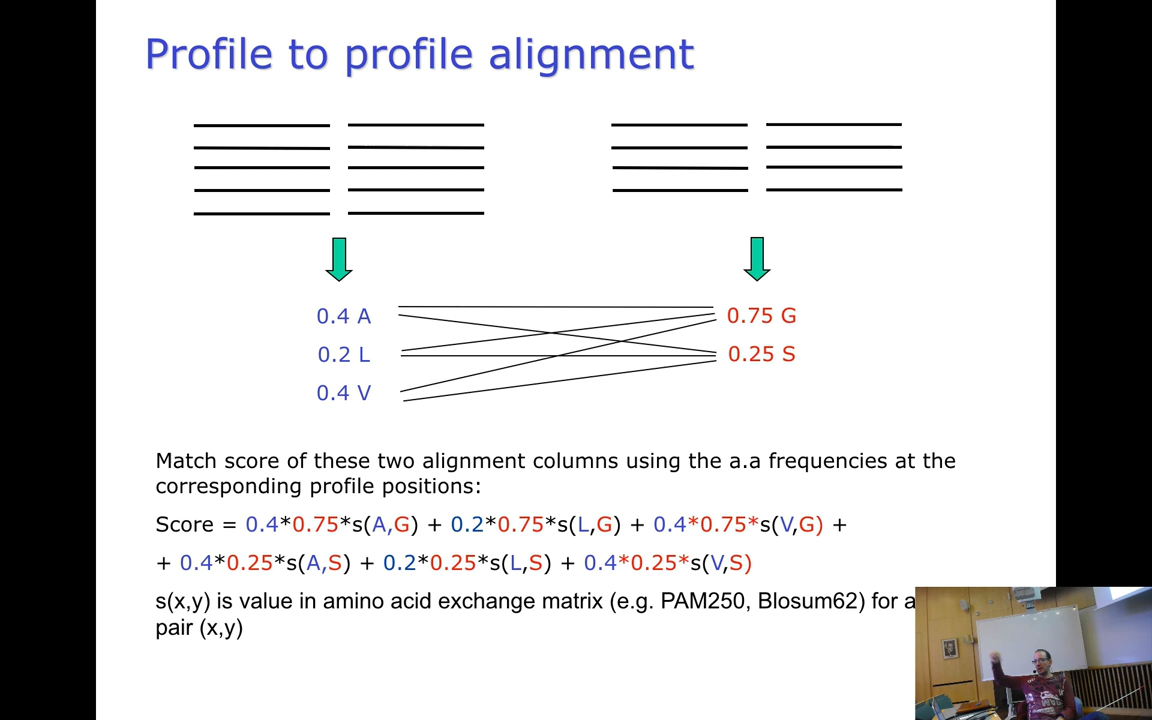 Profile to profile alignment
0.4 A
0.75 G
0.2 L
0.25 S
0.4 V
Match score of these two alignment columns using the a.a frequencies at the
corresponding profile positions:
Score = 0.4*0.75*s(A,G) + 0.2*0.75*s(L,G) + 0.4*0.75*s(V,G) +
+ 0.4*0.25*s(A,S) + 0.2*0.25*s(L,S) + 0.4*0.25*s(V,S)
s(x,y) is value in amino acid exchange matrix (e.g. PAM250, Blosum62) for a
pair (x,y)